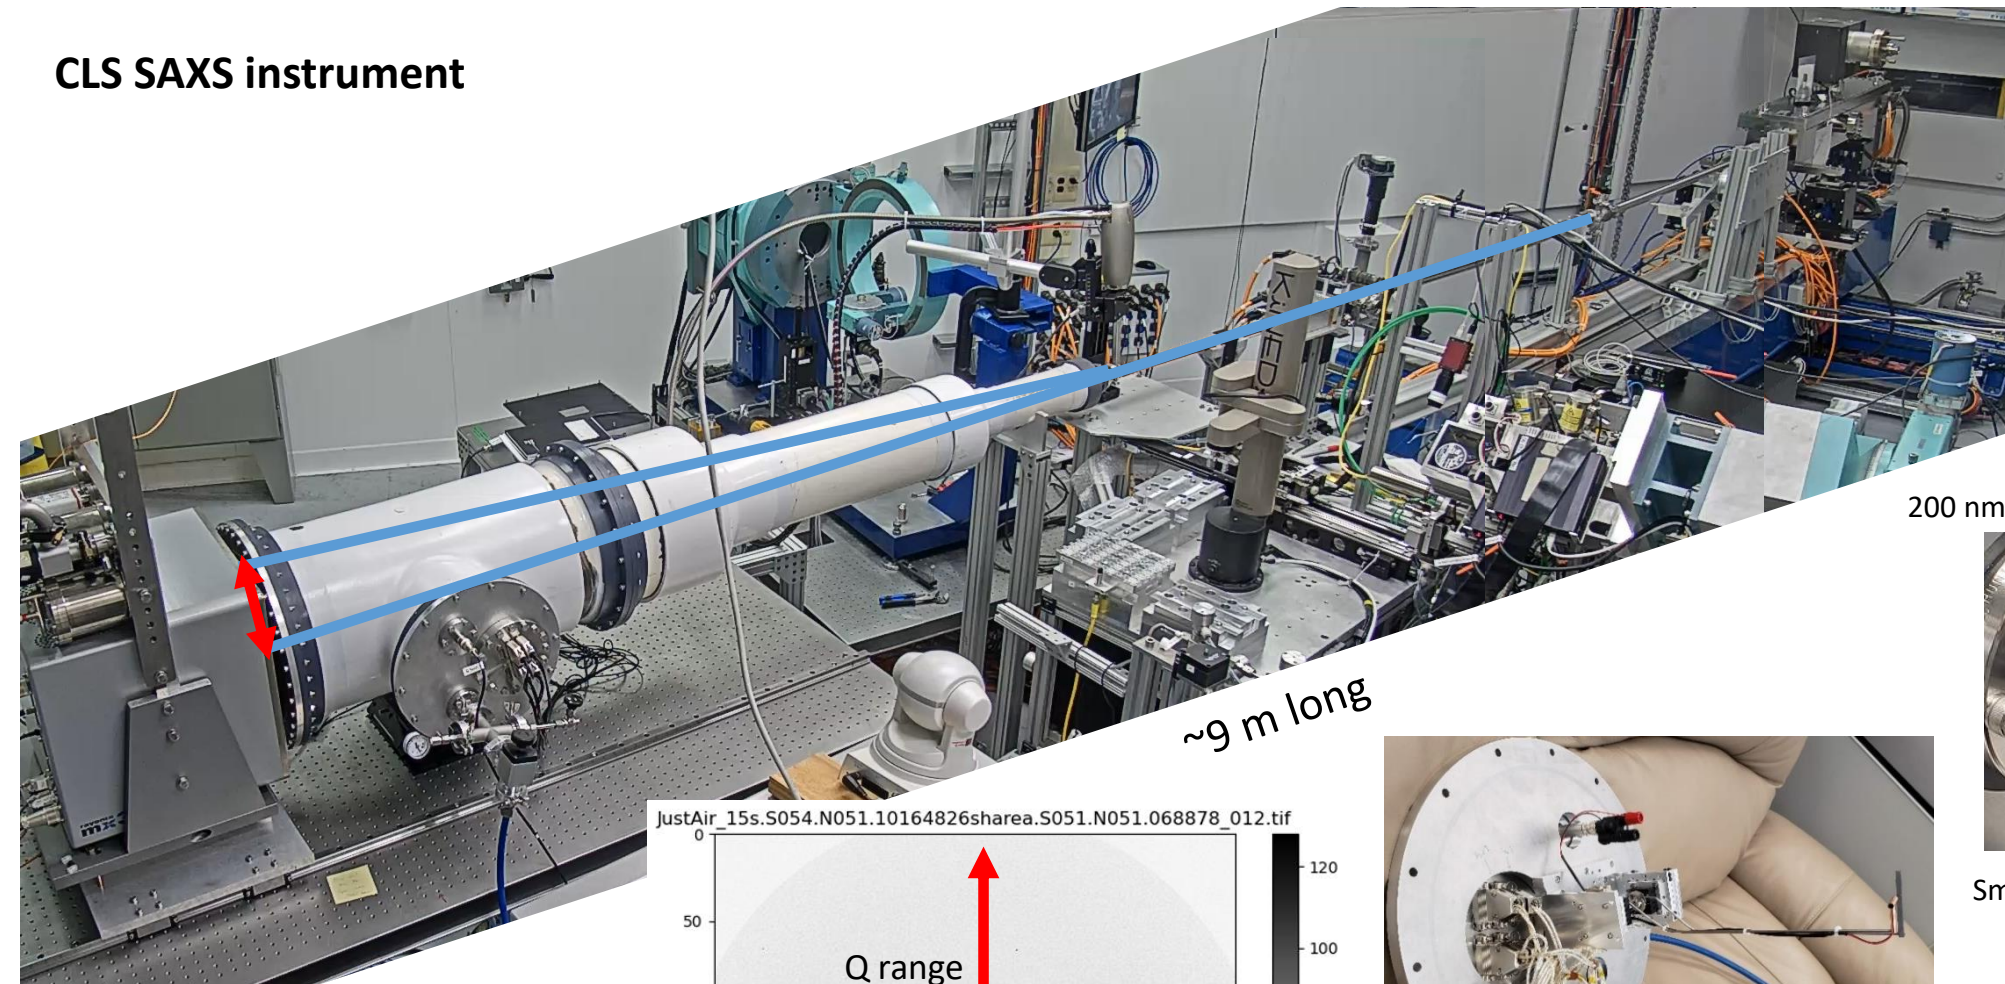 CLS SAXS instrument
200 nm
~9 m long
JustAir_15s.S054.N051.10164826sharea.S051.N051.068878_012.tif
0
50
120
100
Q range
Sm